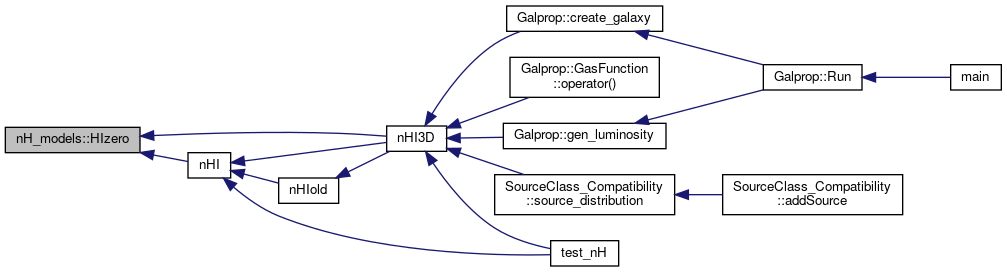 Galprop::create_galaxy
Galprop::GasFunction
::operator()
Galprop::Run
main
nH_models::HIzero
nHI3D
Galprop::gen_luminosity
nHI
nHIold
SourceClass_Compatibility
::source_distribution
SourceClass_Compatibility
::addSource
test_nH